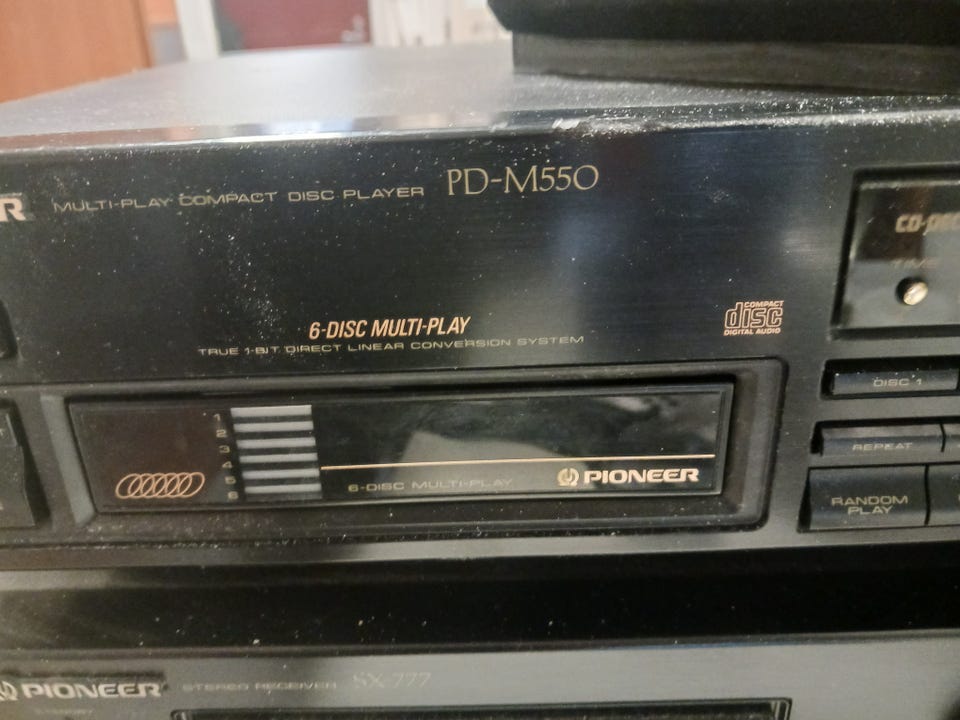 R MULTI-PLAY COMPACT DISC PLAYER PD-M550
CD-DEC
6-DISC MULTI-PLAY
TRUE 1-BIT DIRECT LINEAR CONVERSION SYSTEM
COMPACT
disc
DIGITAL AUDIO
DISC 1
1
2
3
4
5
6
6-DISC MULTI-PLAY
PIONEER
REPEAT
RANDOM
PLAY
PIONEER STEREO RECEIVER SX-777